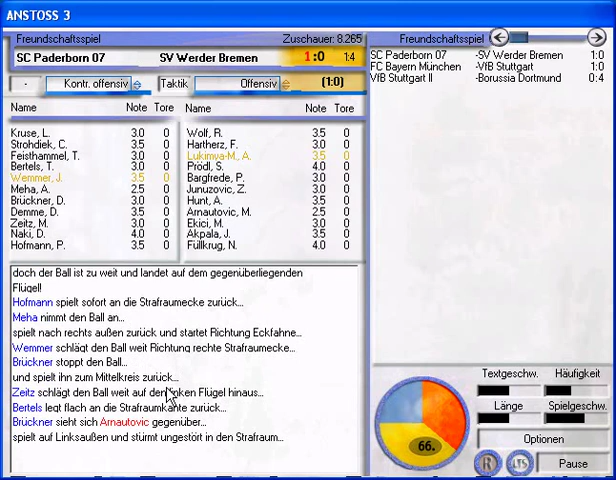 ANSTOSS 3
Freundschaftsspiel Zuschauer: 8.265
SC Paderborn 07 SV Werder Bremen 1:0 1:4
- Kontr. offensiv Taktik Offensiv (1:0)
Name Note Tore Name Note Tore
Kruse, L. 3.0 0 Wolf, R. 3.5 0
Strohdiek, C. 3.5 0 Hartherz, F. 3.0 0
Feisthammel, T. 3.0 0 Lukimya-M., A. 3.5 0
Bertels, T. 3.0 0 Prödl, S. 4.0 0
Wemmer, J. 3.5 0 Bargfrede, P. 3.0 0
Meha, A. 2.5 0 Junuzovic, Z. 3.0 0
Brückner, D. 3.0 0 Hunt, A. 3.5 0
Demme, D. 3.5 0 Arnautovic, M. 2.5 0
Zeitz, M. 3.0 0 Ekici, M. 3.0 0
Naki, D. 4.0 0 Akpala, J. 3.5 0
Hofmann, P. 3.5 0 Füllkrug, N. 4.0 0
doch der Ball ist zu weit und landet auf dem gegenüberliegenden
Flügel!
Hofmann spielt sofort an die Strafraumecke zurück...
Meha nimmt den Ball an...
spielt nach rechts außen zurück und startet Richtung Eckfahne...
Wemmer schlägt den Ball weit Richtung rechte Strafraumecke...
Brückner stoppt den Ball...
und spielt ihn zum Mittelkreis zurück...
Zeitz schlägt den Ball weit auf den linken Flügel hinaus...
Bertels legt flach an die Strafraumkante zurück...
Brückner sieht sich Arnautovic gegenüber...
spielt auf Linksaußen und stürmt ungestört in den Strafraum...
Freundschaftsspiel
SC Paderborn 07 -SV Werder Bremen 1:0
FC Bayern München -VfB Stuttgart 1:0
VfB Stuttgart II -Borussia Dortmund 0:4
Textgeschw. Häufigkeit
Länge Spielgeschw.
66.
Optionen
R LTS Pause